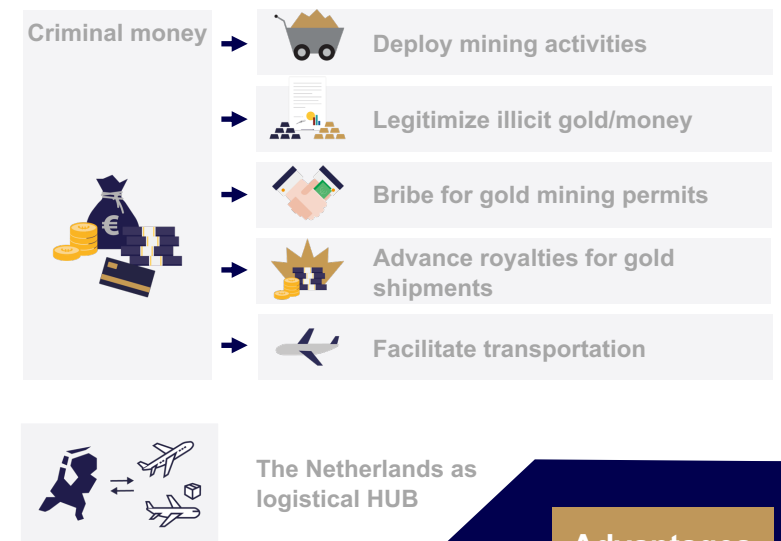 Criminal money
Deploy mining activities
Legitimize illicit gold/money
Bribe for gold mining permits
Advance royalties for gold
shipments
€
Facilitate transportation
The Netherlands as
logistical HUB
Advantages